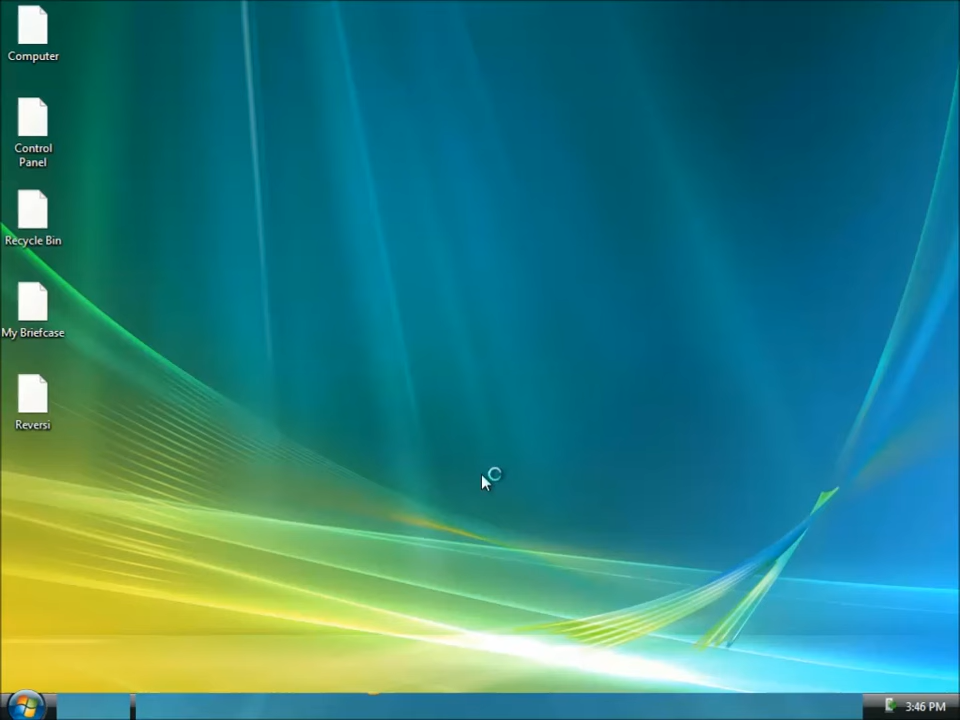 Computer
Control
Panel
Recycle Bin
My Briefcase
Reversi
3:46 PM